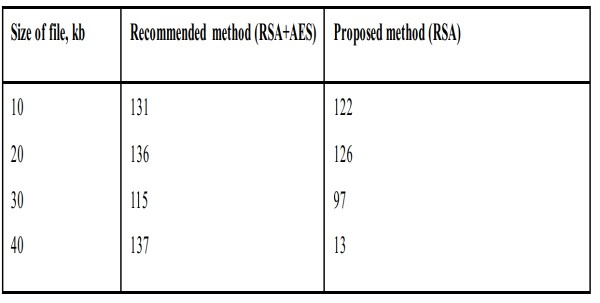 Size of file, kb Recommended method (RSA+AES) Proposed method (RSA)
10 131 122
20 136 126
30 115 97
40 137 13